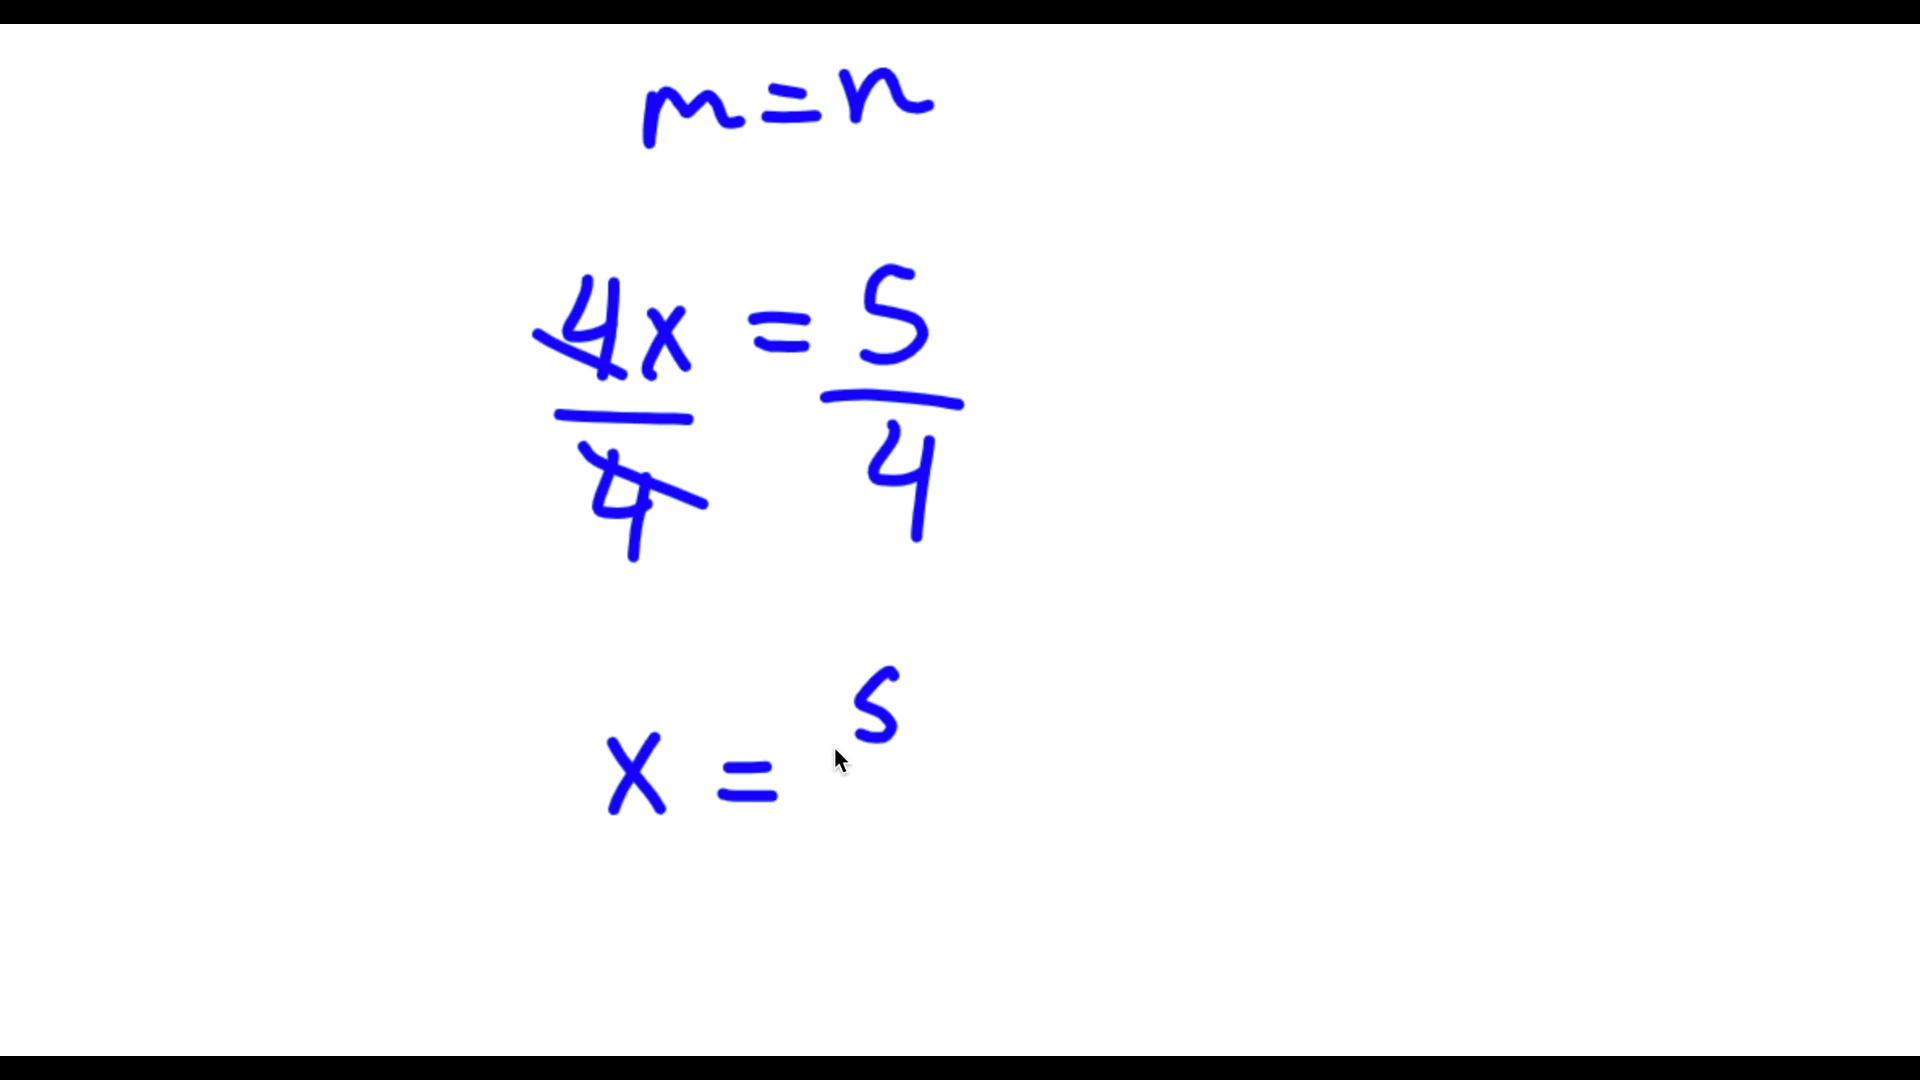 m = n
4x = 5
4 4
x = 5